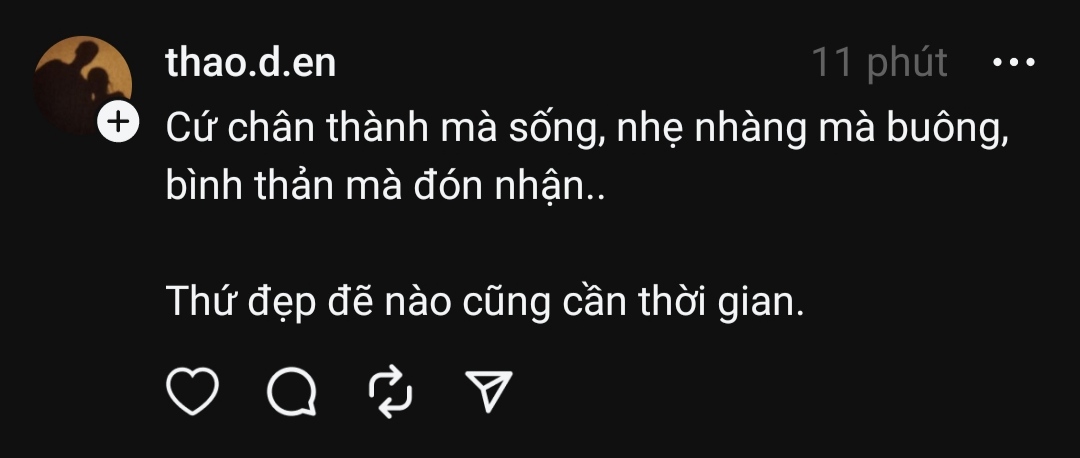 thao.d.en
11 phút
Cứ chân thành mà sống, nhẹ nhàng mà buông,
bình thản mà đón nhận..
Thứ đẹp đẽ nào cũng cần thời gian.